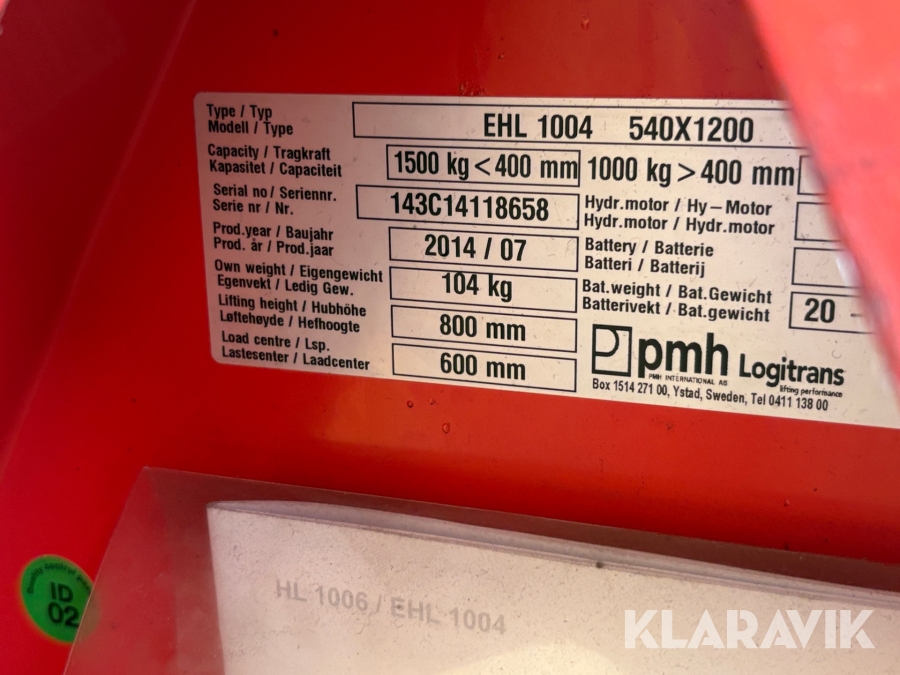 Type / Typ
Modell / Type
EHL 1004 540X1200
Capacity / Tragkraft
Kapasitet / Capaciteit
1500 kg < 400 mm 1000 kg > 400 mm
Serial no / Seriennr.
Serie nr / Nr.
143C14118658
Hydr.motor / Hy – Motor
Hydr.motor / Hydr.motor
Prod.year / Baujahr
Prod. år / Prod.jaar
2014 / 07
Battery / Batterie
Batteri / Batterij
Own weight / Eigengewicht
Egenvekt / Ledig Gew.
104 kg
Bat.weight / Bat.Gewicht
Batterivekt / Bat.gewicht
20 -
Lifting height / Hubhöhe
Løftehøyde / Hefhoogte
800 mm
Load centre / Lsp.
Lastesenter / Laadcenter
600 mm
pmh Logitrans
PMH INTERNATIONAL AB
lifting performance
Box 1514 271 00, Ystad, Sweden, Tel 0411 138 00
Quality control
ID
02
HL 1006 / EHL 1004
KLARAVIK